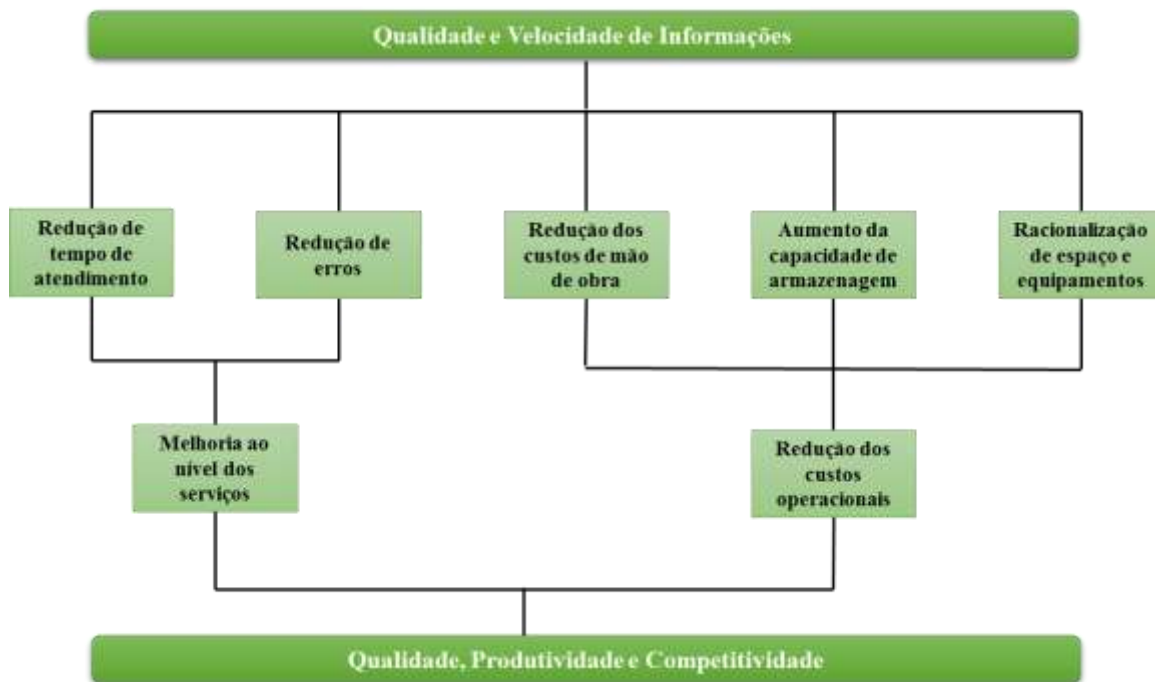 Qualidade e Velocidade de Informações
Redução de
tempo de
atendimento
Redução de
erros
Redução dos
custos de mão
de obra
Aumento da
capacidade de
armazenagem
Racionalização
de espaço e
equipamentos
Melhoria ao
nível dos
serviços
Redução dos
custos
operacionais
Qualidade, Produtividade e Competitividade